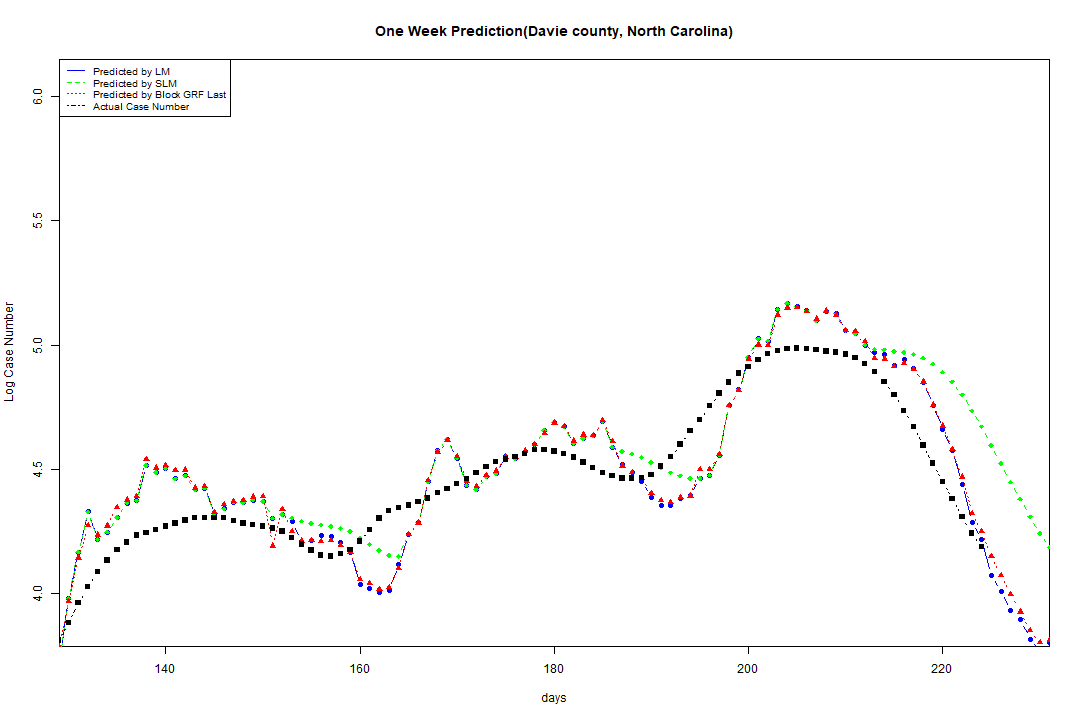 One Week Prediction(Davie county, North Carolina)
Predicted by LM
Predicted by SLM
Predicted by Block GRF Last
Actual Case Number
6.0
5.5
5.0
4.5
4.0
Log Case Number
140 160 180 200 220
days